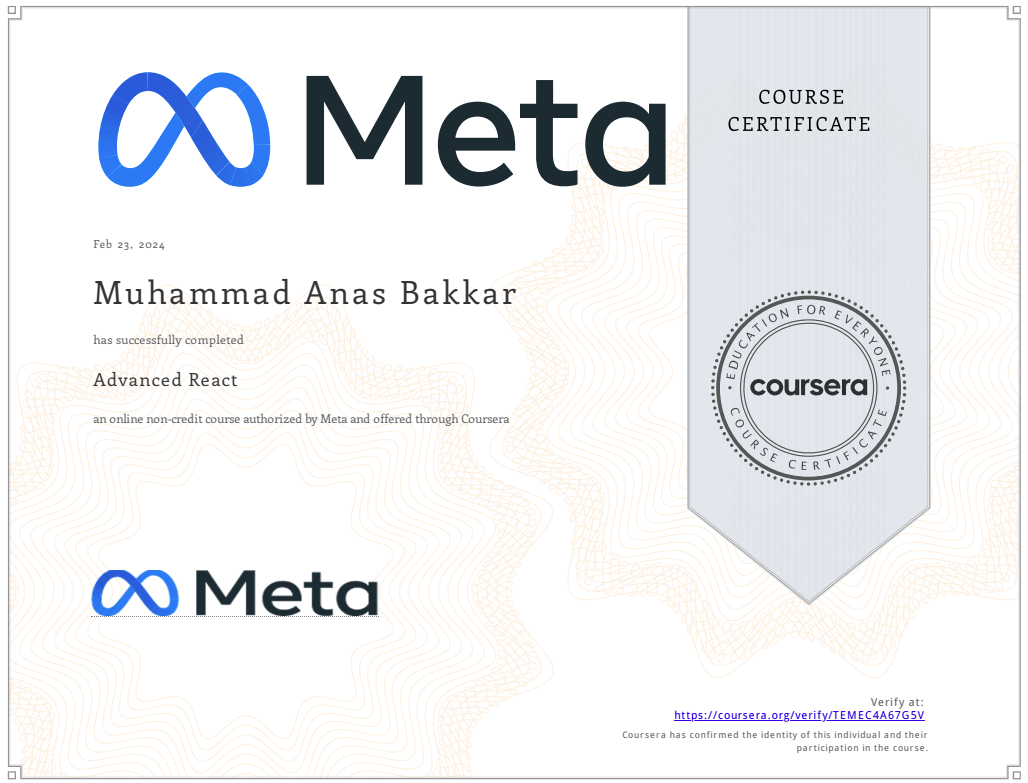 Meta
COURSE
CERTIFICATE
Feb 23, 2024
Muhammad Anas Bakkar
has successfully completed
Advanced React
an online non-credit course authorized by Meta and offered through Coursera
EDUCATION FOR EVERYONE
coursera
COURSE CERTIFICATE
Meta
Verify at:
https://coursera.org/verify/TEMEC4A67G5V
Coursera has confirmed the identity of this individual and their
participation in the course.